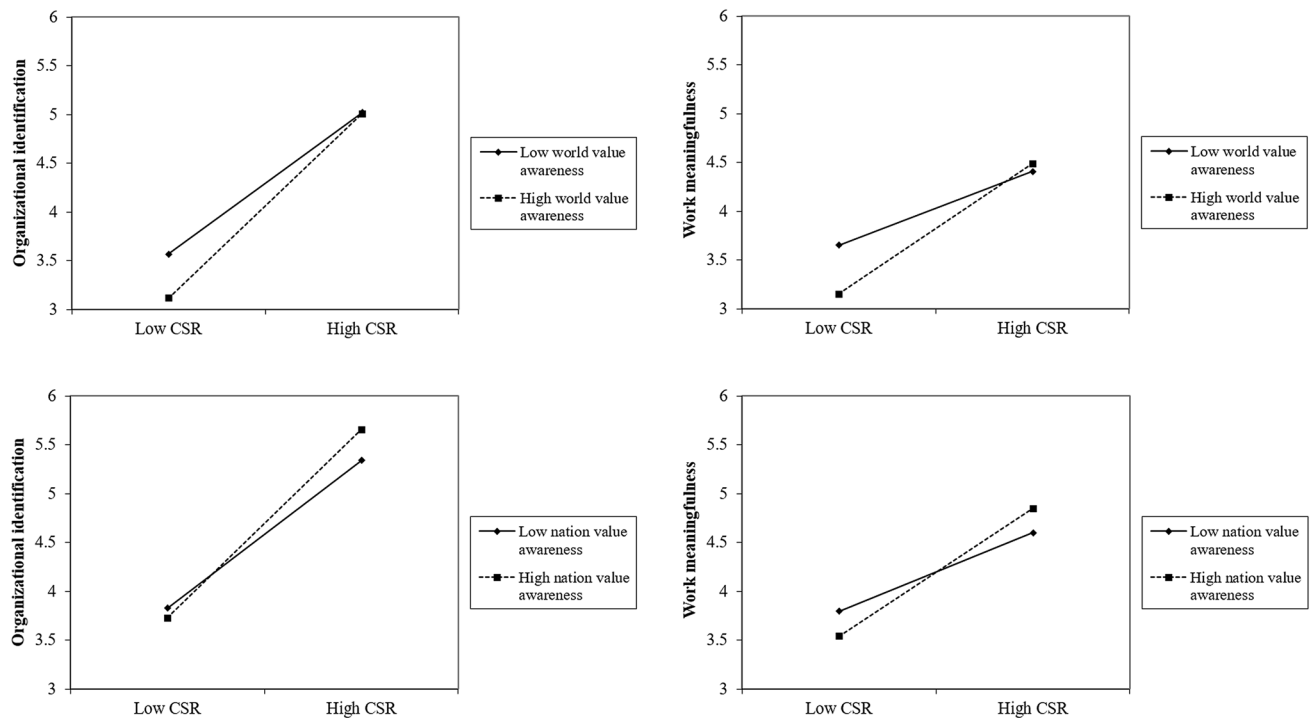 Organizational identification
6
5.5
5
4.5
4
3.5
3
Low CSR
High CSR
Low world value
awareness
High world value
awareness
Work meaningfulness
6
5.5
5
4.5
4
3.5
3
Low CSR
High CSR
Low world value
awareness
High world value
awareness
Organizational identification
6
5.5
5
4.5
4
3.5
3
Low CSR
High CSR
Low nation value
awareness
High nation value
awareness
Work meaningfulness
6
5.5
5
4.5
4
3.5
3
Low CSR
High CSR
Low nation value
awareness
High nation value
awareness